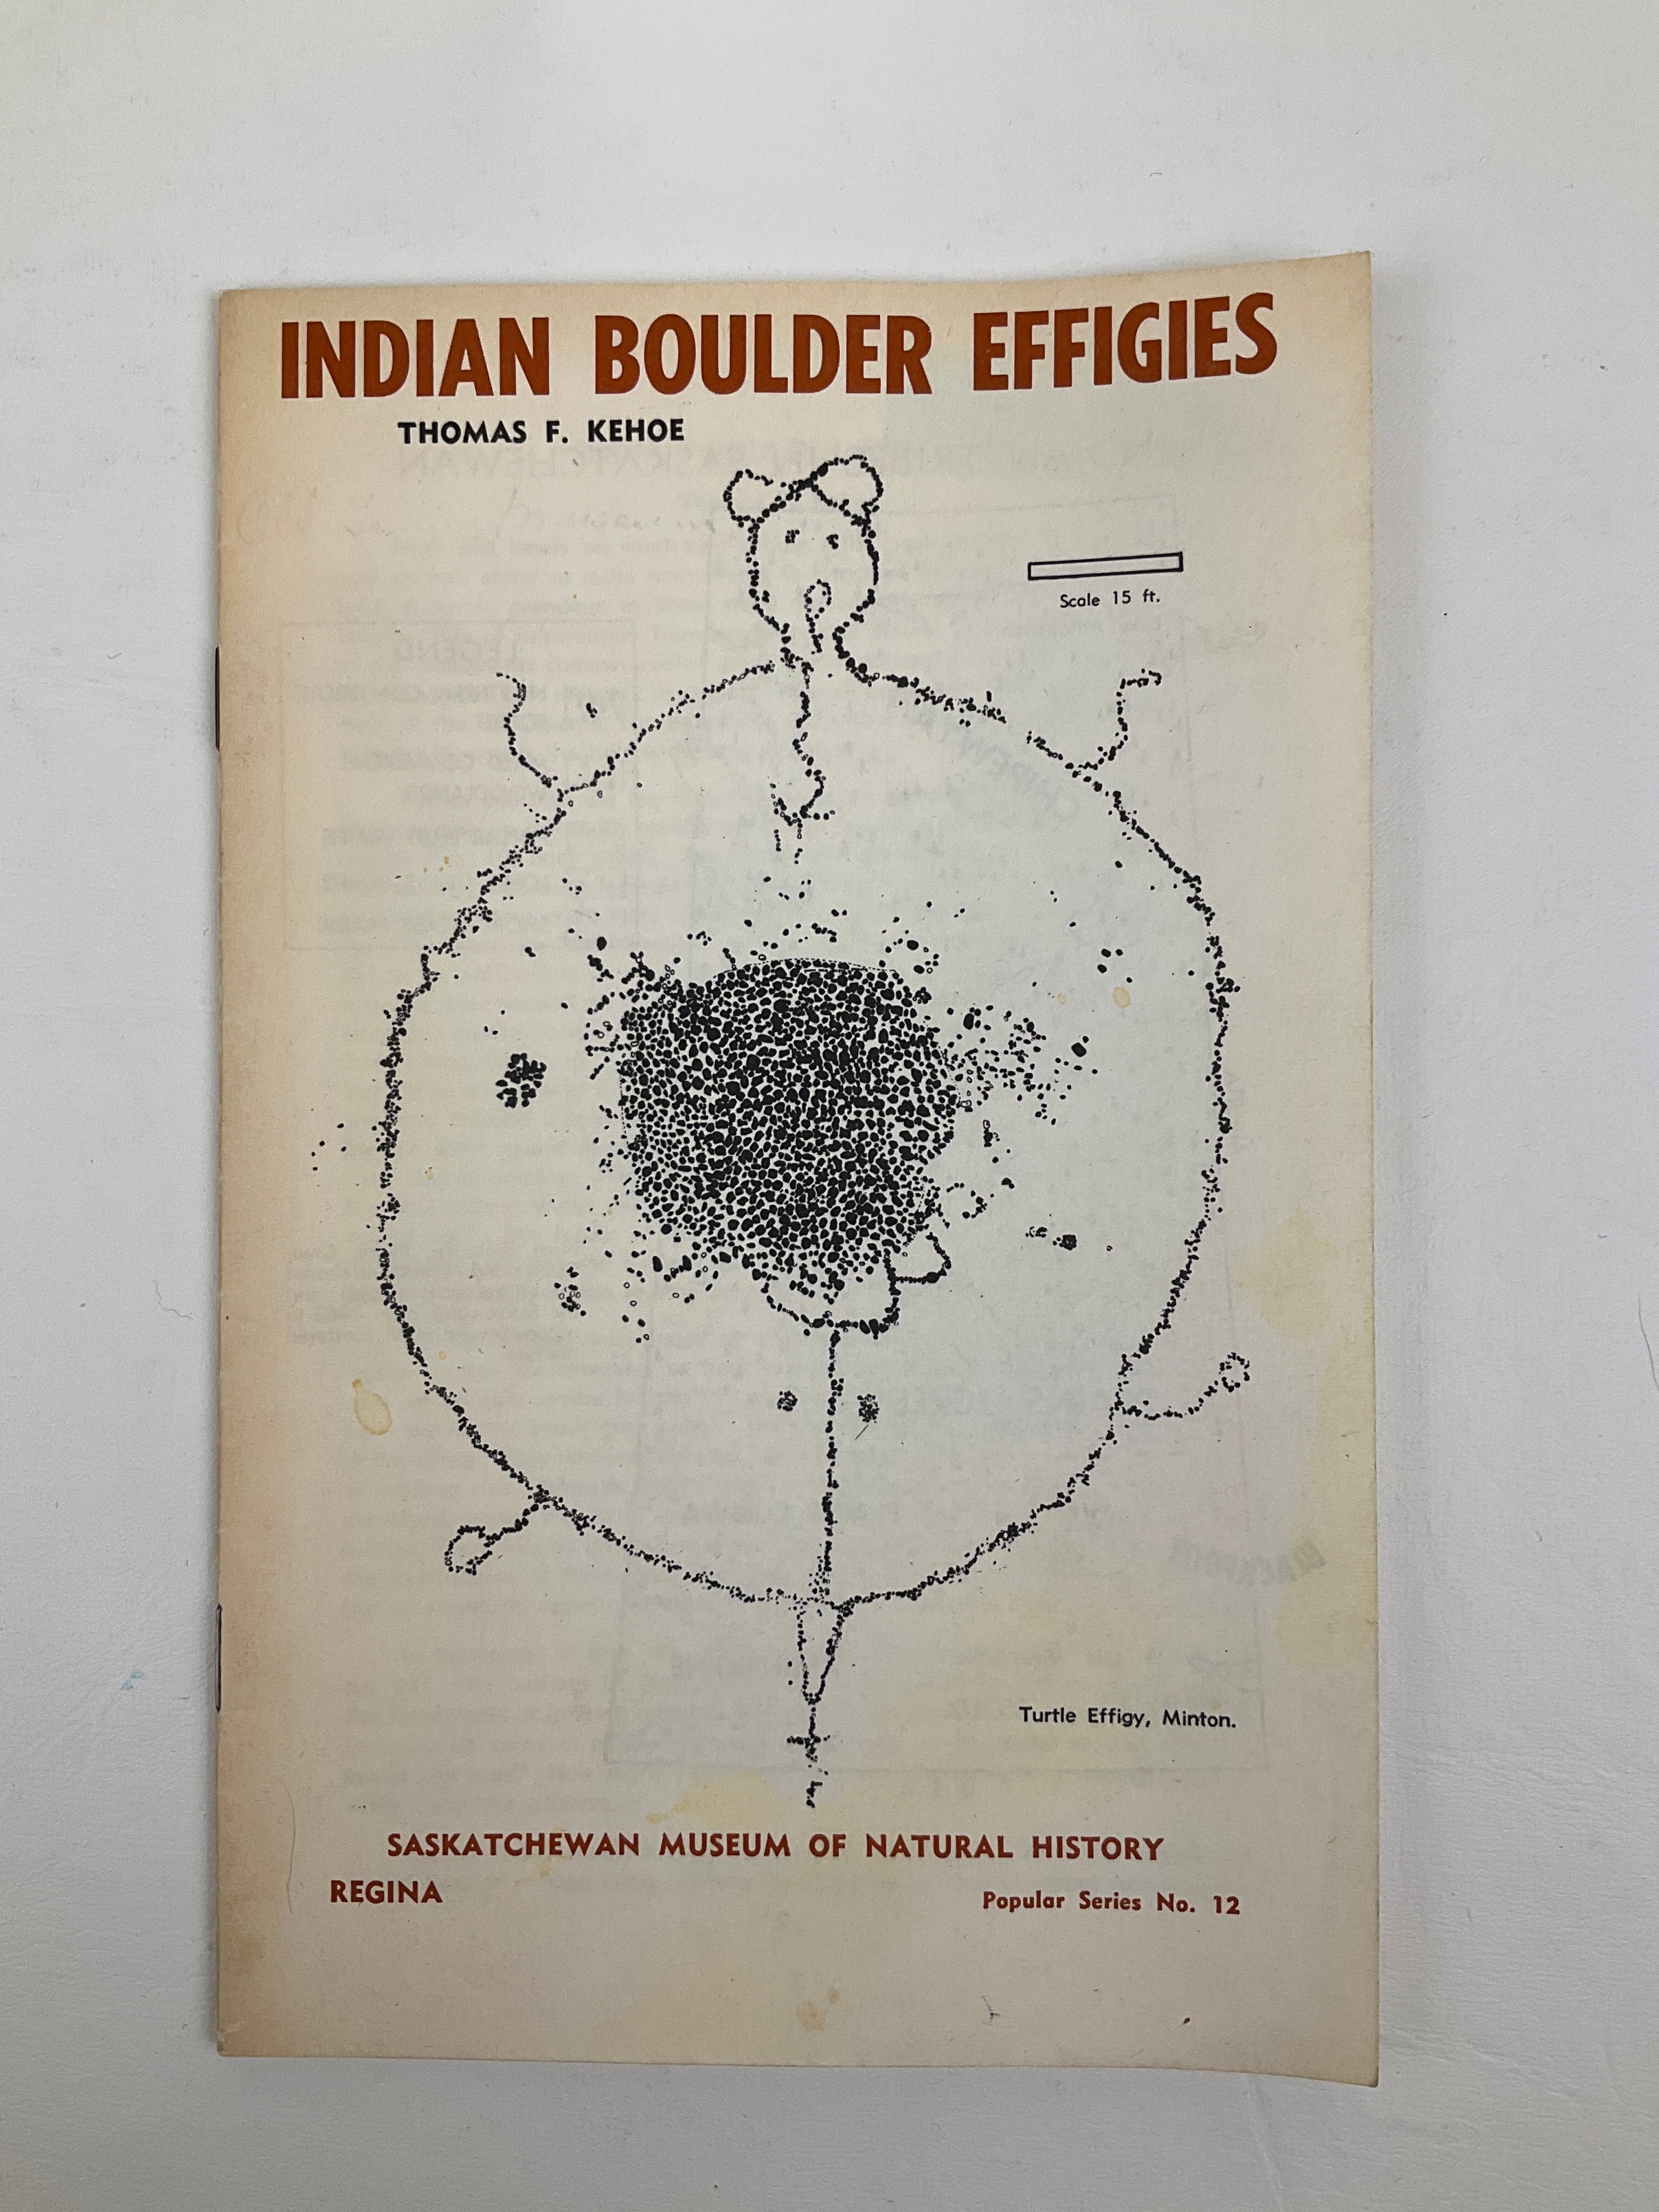 INDIAN BOULDER EFFIGIES
THOMAS F. KEHOE
Scale 15 ft.
Turtle Effigy, Minton.
SASKATCHEWAN MUSEUM OF NATURAL HISTORY
REGINA
Popular Series No. 12